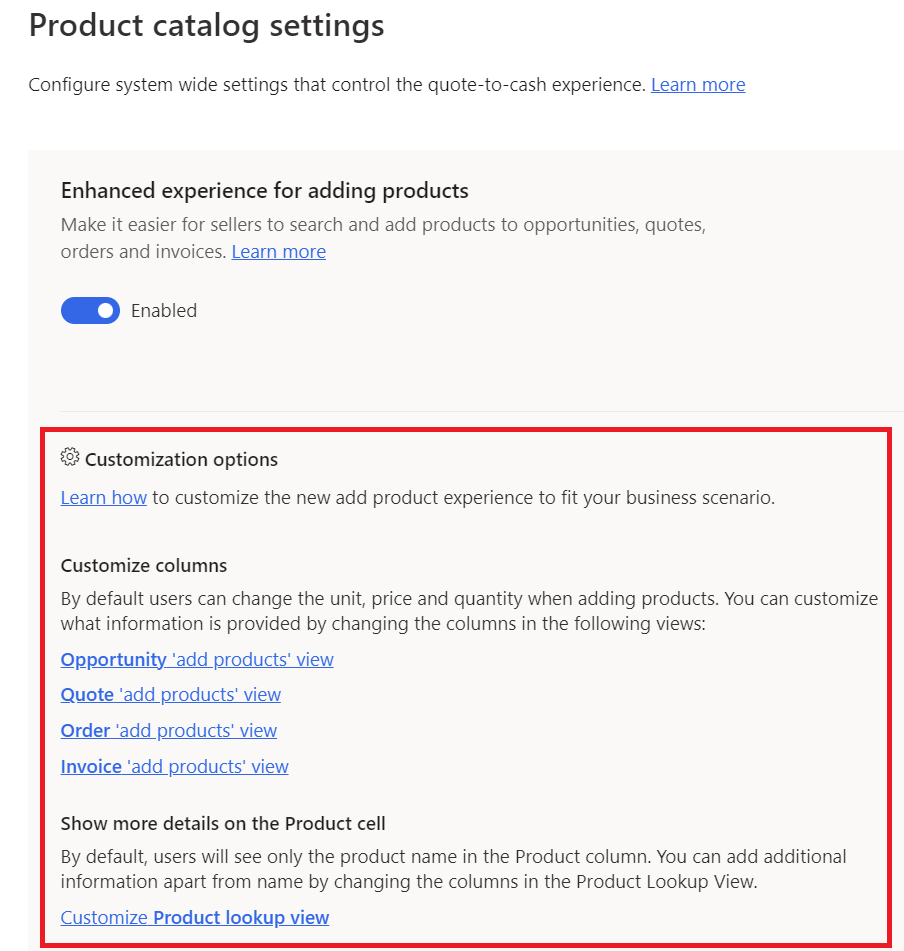 Product catalog settings
Configure system wide settings that control the quote-to-cash experience. Learn more
Enhanced experience for adding products
Make it easier for sellers to search and add products to opportunities, quotes,
orders and invoices. Learn more
Enabled
Customization options
Learn how to customize the new add product experience to fit your business scenario.
Customize columns
By default users can change the unit, price and quantity when adding products. You can customize
what information is provided by changing the columns in the following views:
Opportunity 'add products' view
Quote 'add products' view
Order 'add products' view
Invoice 'add products' view
Show more details on the Product cell
By default, users will see only the product name in the Product column. You can add additional
information apart from name by changing the columns in the Product Lookup View.
Customize Product lookup view